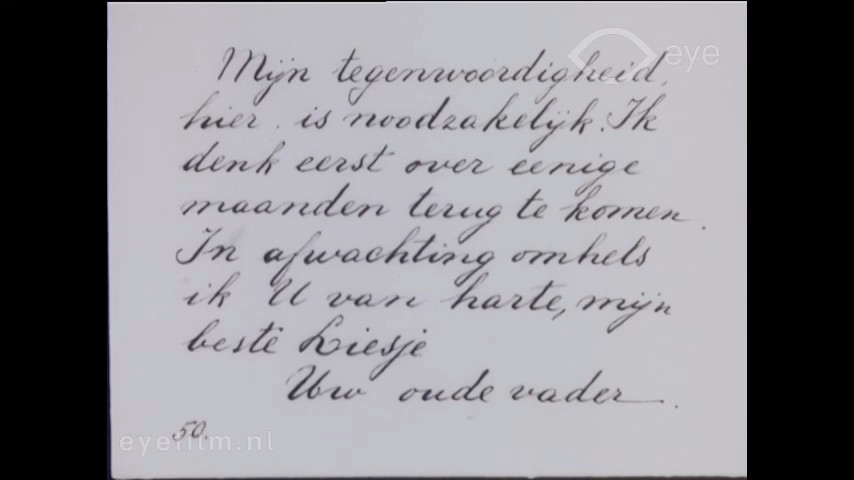 eye
Mijn tegenwoordigheid
hier is noodzakelijk. Ik
denk eerst over eenige
maanden terug te komen.
In afwachting omhels
ik U van harte, mijn
beste Liesje
Uw oude vader.
50.
eyefilm.nl